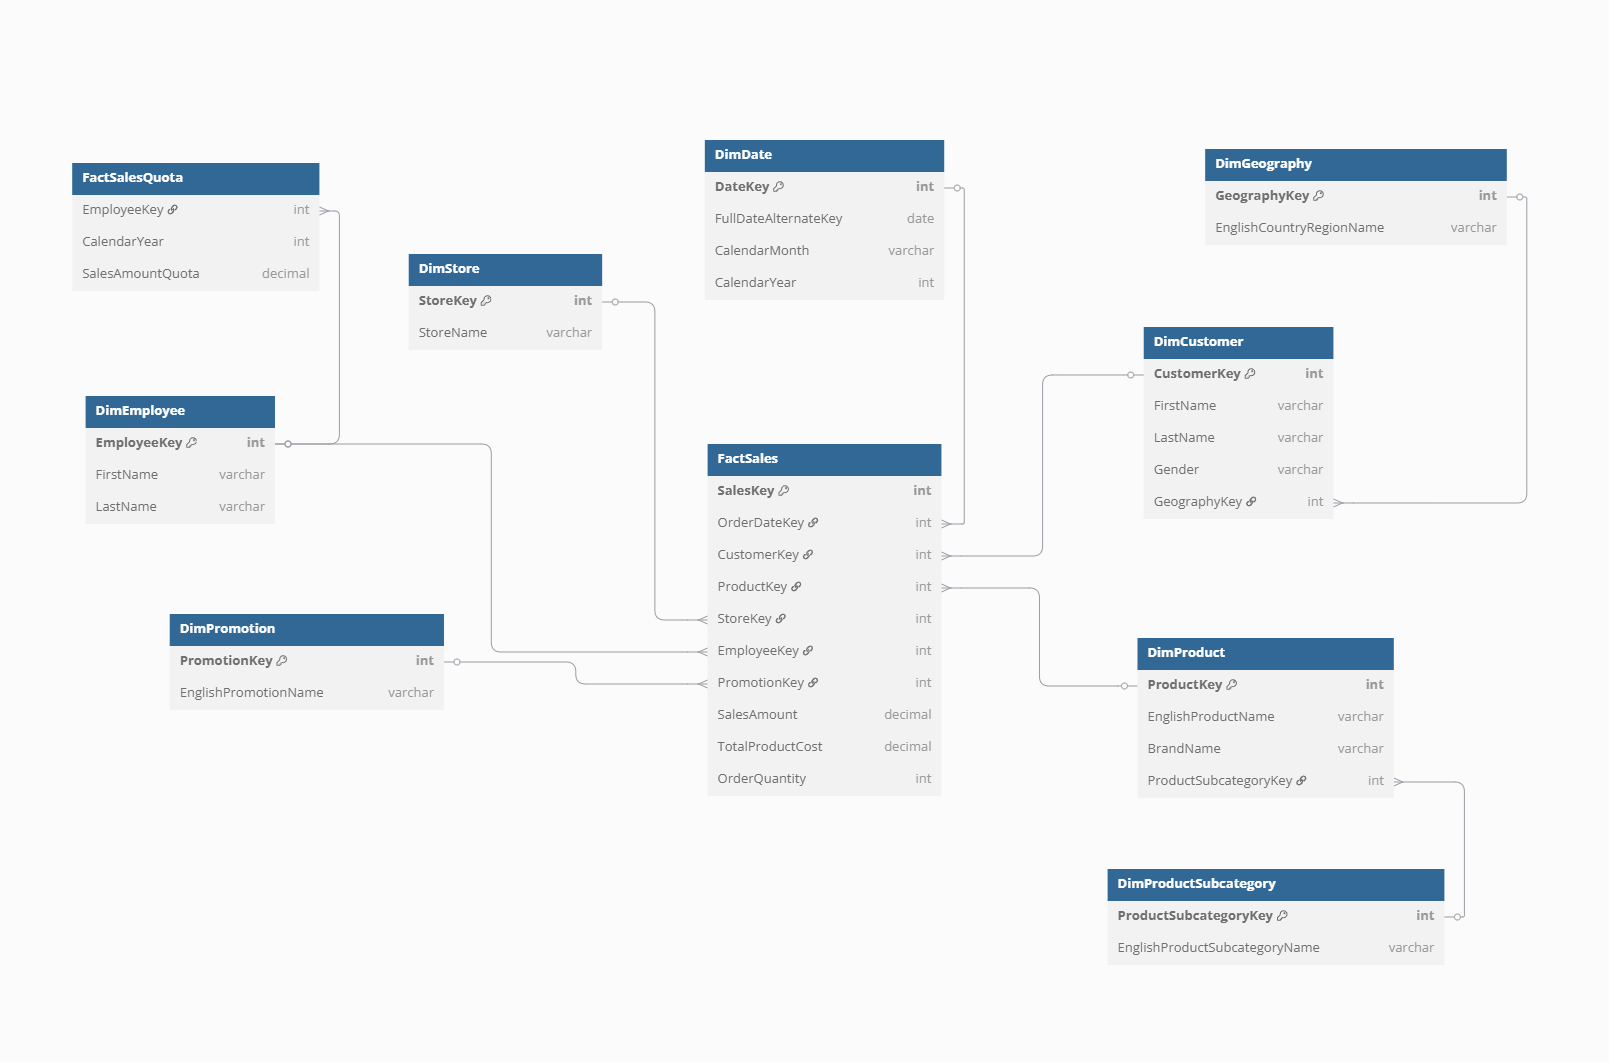 FactSalesQuota
EmployeeKey int
CalendarYear int
SalesAmountQuota decimal
DimStore
StoreKey int
StoreName varchar
DimDate
DateKey int
FullDateAlternateKey date
CalendarMonth varchar
CalendarYear int
DimGeography
GeographyKey int
EnglishCountryRegionName varchar
DimCustomer
CustomerKey int
FirstName varchar
LastName varchar
Gender varchar
GeographyKey int
DimEmployee
EmployeeKey int
FirstName varchar
LastName varchar
FactSales
SalesKey int
OrderDateKey int
CustomerKey int
ProductKey int
StoreKey int
EmployeeKey int
PromotionKey int
SalesAmount decimal
TotalProductCost decimal
OrderQuantity int
DimPromotion
PromotionKey int
EnglishPromotionName varchar
DimProduct
ProductKey int
EnglishProductName varchar
BrandName varchar
ProductSubcategoryKey int
DimProductSubcategory
ProductSubcategoryKey int
EnglishProductSubcategoryName varchar